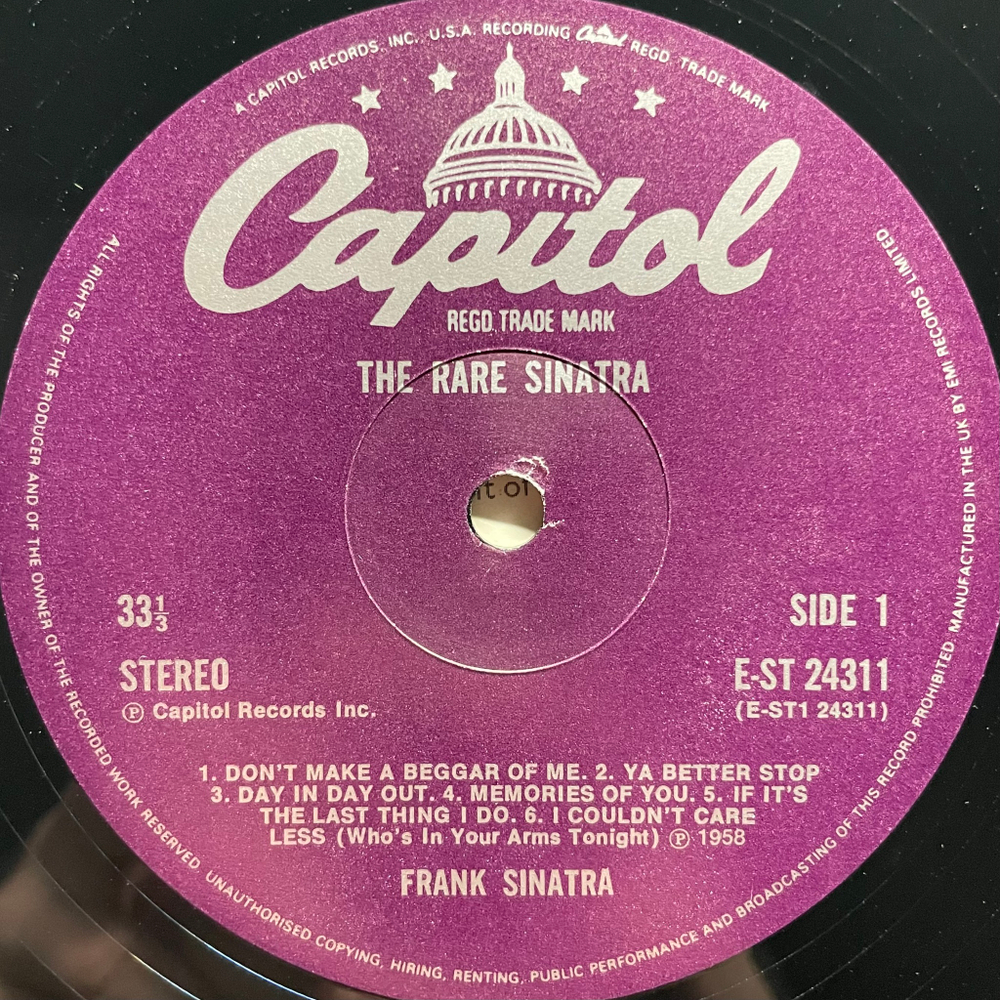 A CAPITOL RECORDS, INC. U.S.A. RECORDING Capitol REGD. TRADE MARK
Capitol
REGD. TRADE MARK
THE RARE SINATRA
it of
33⅓
SIDE 1
STEREO
E-ST 24311
Ⓟ Capitol Records Inc.
(E-ST1 24311)
1. DON'T MAKE A BEGGAR OF ME. 2. YA BETTER STOP
3. DAY IN DAY OUT. 4. MEMORIES OF YOU. 5. IF IT'S
THE LAST THING I DO. 6. I COULDN'T CARE
LESS (Who's In Your Arms Tonight) Ⓟ 1958
FRANK SINATRA
ALL RIGHTS OF THE PRODUCER AND OF THE OWNER OF THE RECORDED WORK RESERVED. UNAUTHORISED COPYING, HIRING, RENTING, PUBLIC PERFORMANCE AND BROADCASTING OF THIS RECORD PROHIBITED. MANUFACTURED IN THE UK BY EMI RECORDS LIMITED